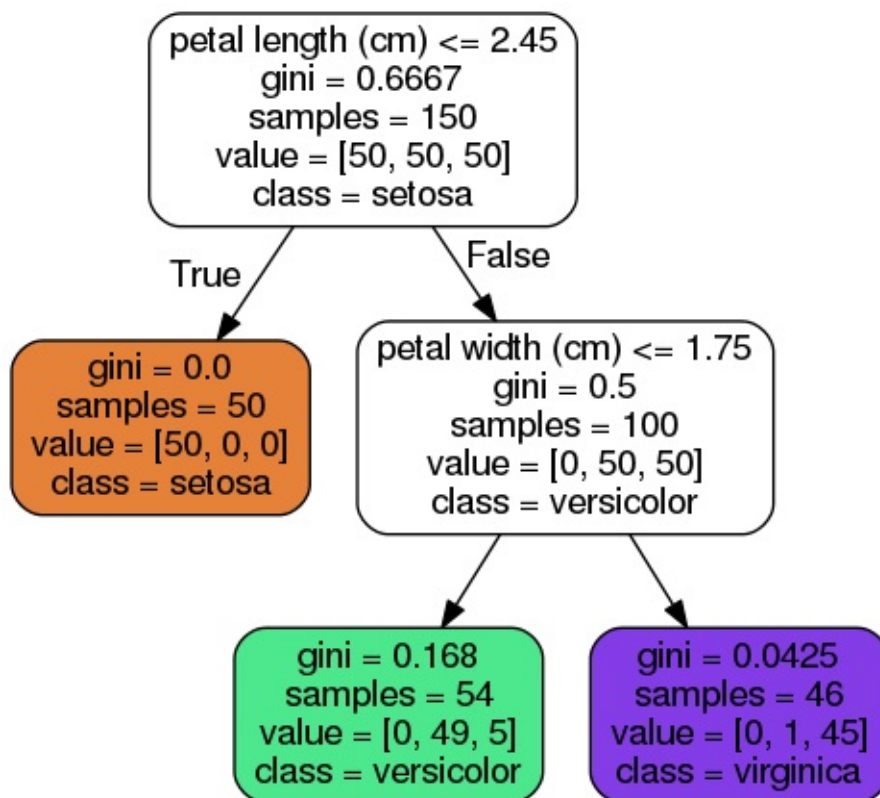 petal length (cm) <= 2.45
gini = 0.6667
samples = 150
value = [50, 50, 50]
class = setosa
True
False
gini = 0.0
samples = 50
value = [50, 0, 0]
class = setosa
petal width (cm) <= 1.75
gini = 0.5
samples = 100
value = [0, 50, 50]
class = versicolor
gini = 0.168
samples = 54
value = [0, 49, 5]
class = versicolor
gini = 0.0425
samples = 46
value = [0, 1, 45]
class = virginica